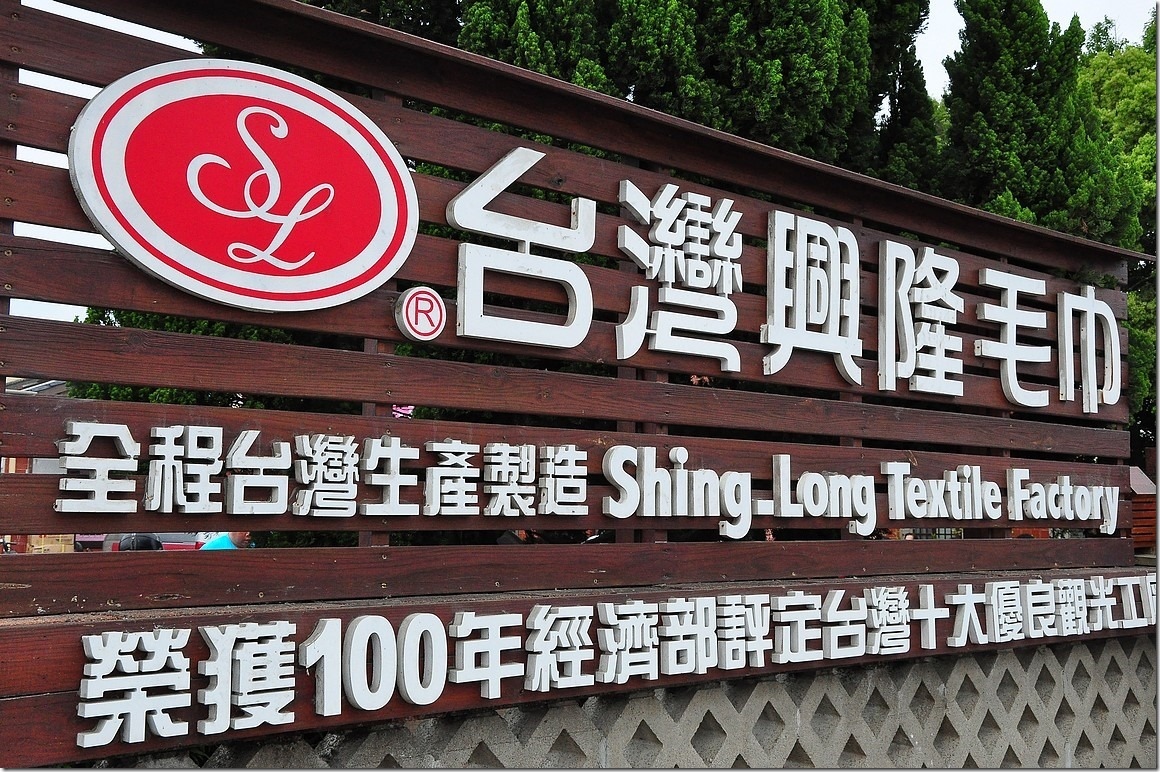 SL
®
台灣興隆毛巾
全程台灣生產製造 Shing-Long Textile Factory
榮獲100年經濟部評定台灣十大優良觀光工